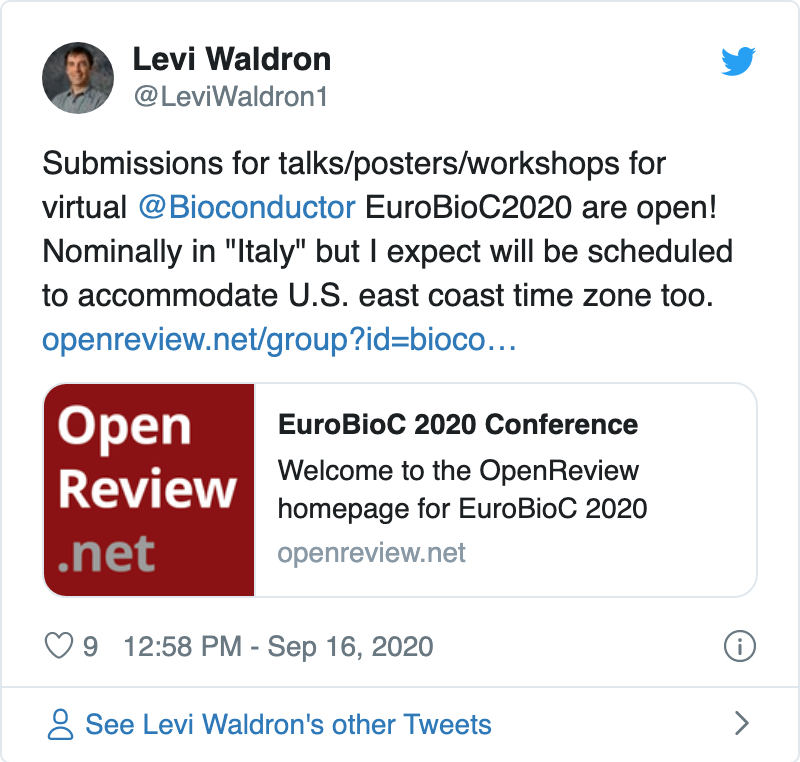 Levi Waldron
@LeviWaldron1
Submissions for talks/posters/workshops for
virtual @Bioconductor EuroBioC2020 are open!
Nominally in "Italy" but I expect will be scheduled
to accommodate U.S. east coast time zone too.
openreview.net/group?id=bioco…
Open
Review
.net
EuroBioC 2020 Conference
Welcome to the OpenReview
homepage for EuroBioC 2020
openreview.net
9 12:58 PM - Sep 16, 2020
See Levi Waldron's other Tweets